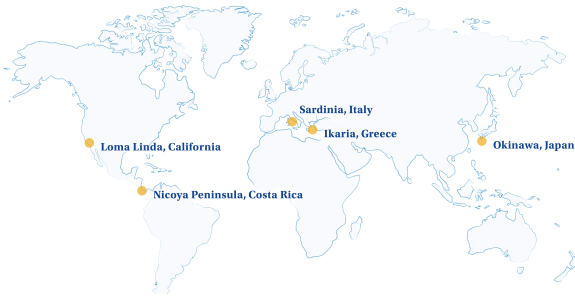 Sardinia, Italy
Ikaria, Greece
Loma Linda, California
Okinawa, Japan
Nicoya Peninsula, Costa Rica